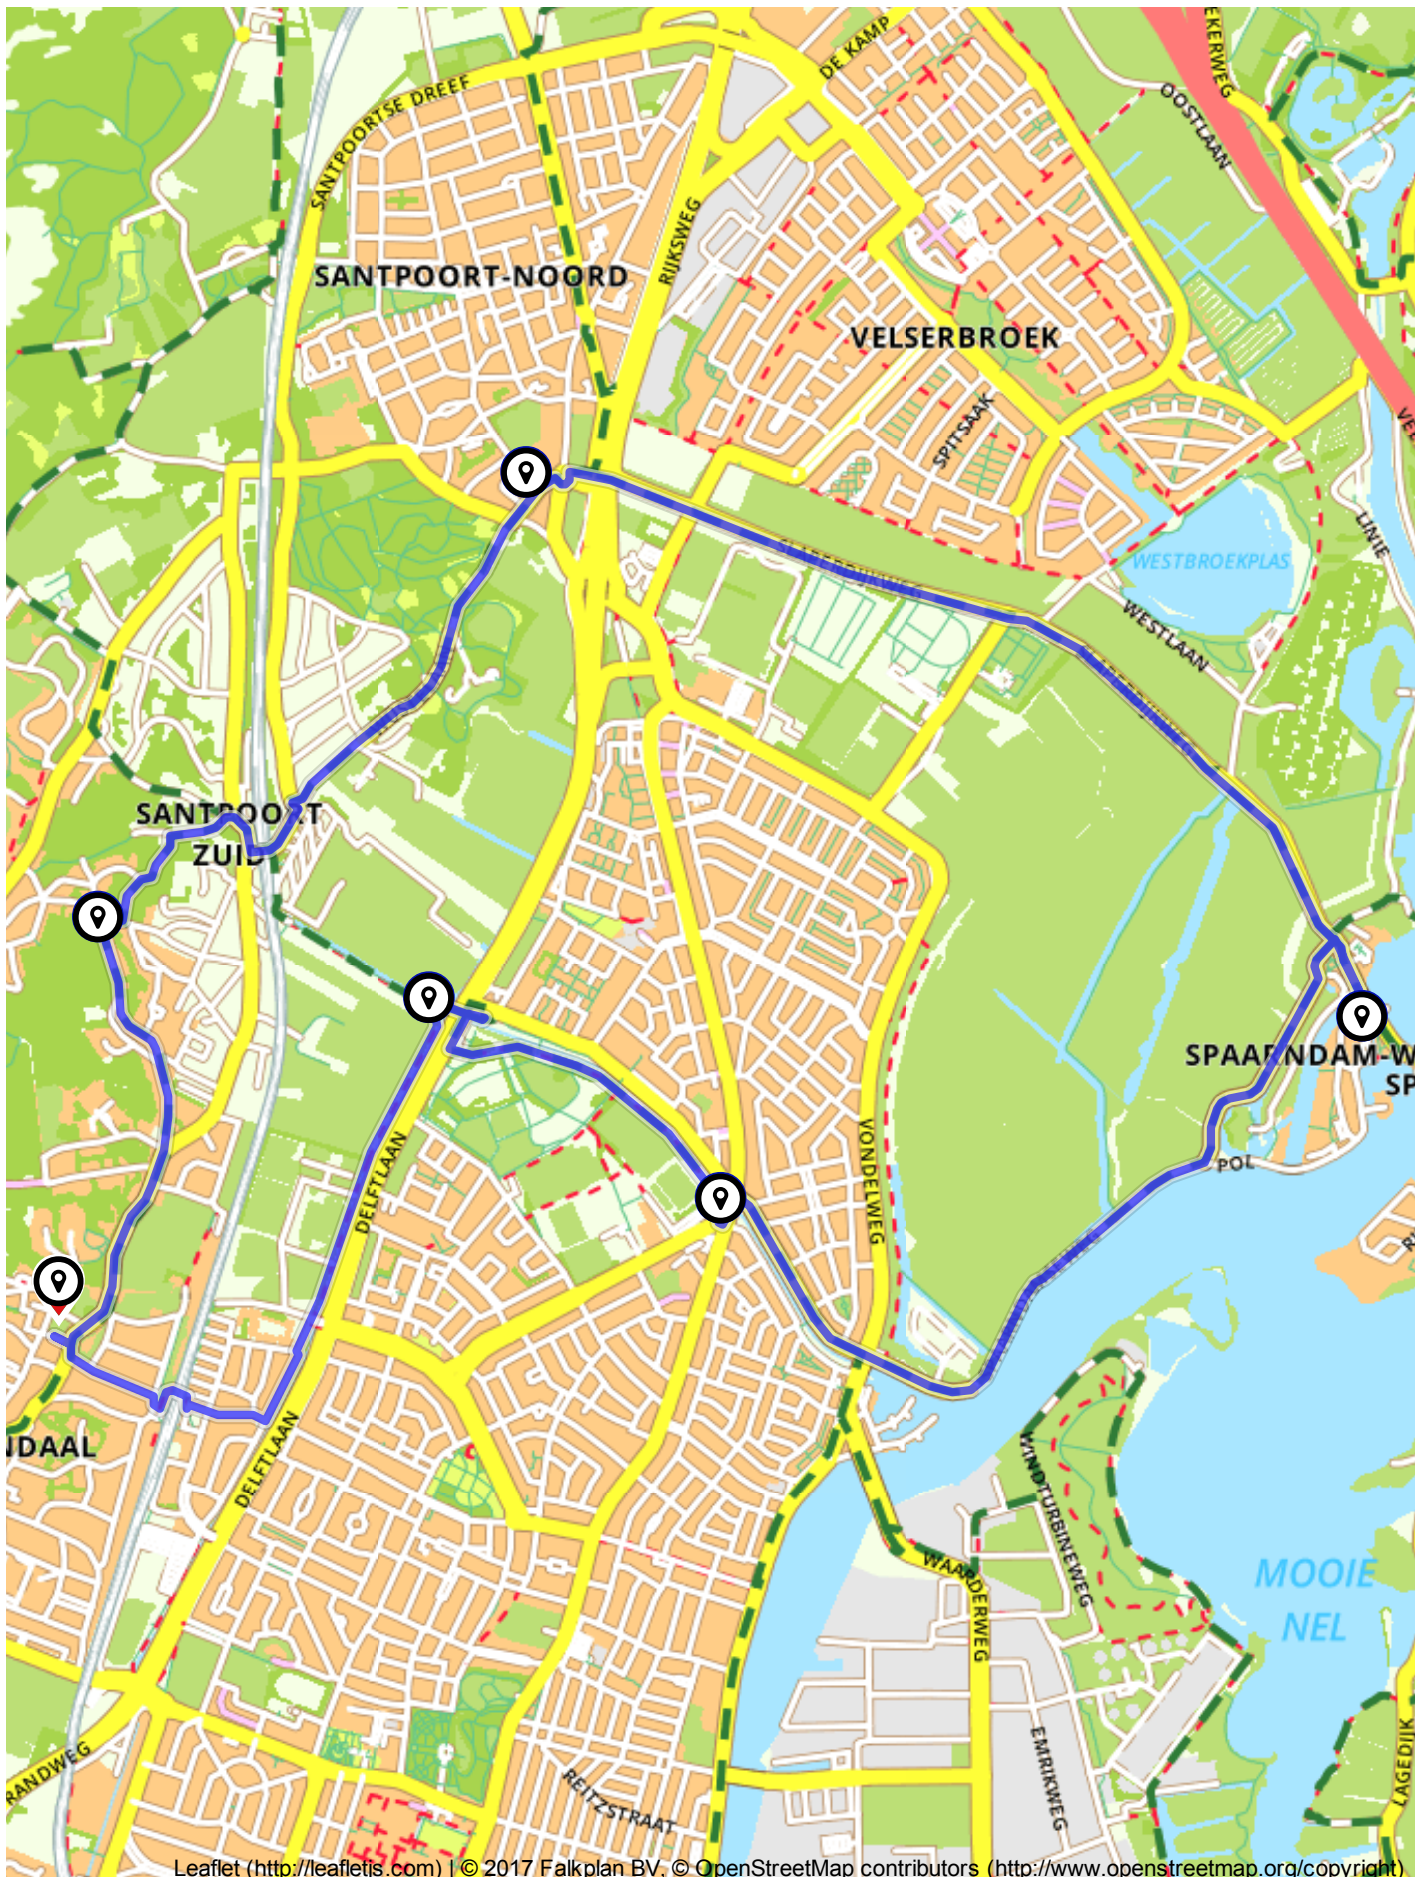 DE KAMP
SANTPOORTSE DREEF
OOSTLAAN
RIJKSWEG
SANTPOORT-NOORD
VELSERBROEK
SPITSAAK
LINIE
WESTBROEKPLAS
WESTLAAN
SANTPOORT
ZUID
SPAARNDAM-W
SP
POL
VONDELWEG
DELFTLAAN
DELFTLAAN
NDAAL
WINDTURBINEWEG
WAARDERWEG
MOOIE
NEL
EMRIKWEG
LAGEDIJK
RANDWEG
REITZSTRAAT
Leaflet (http://leafletjs.com) | © 2017 Falkplan BV, © OpenStreetMap contributors (http://www.openstreetmap.org/copyright)